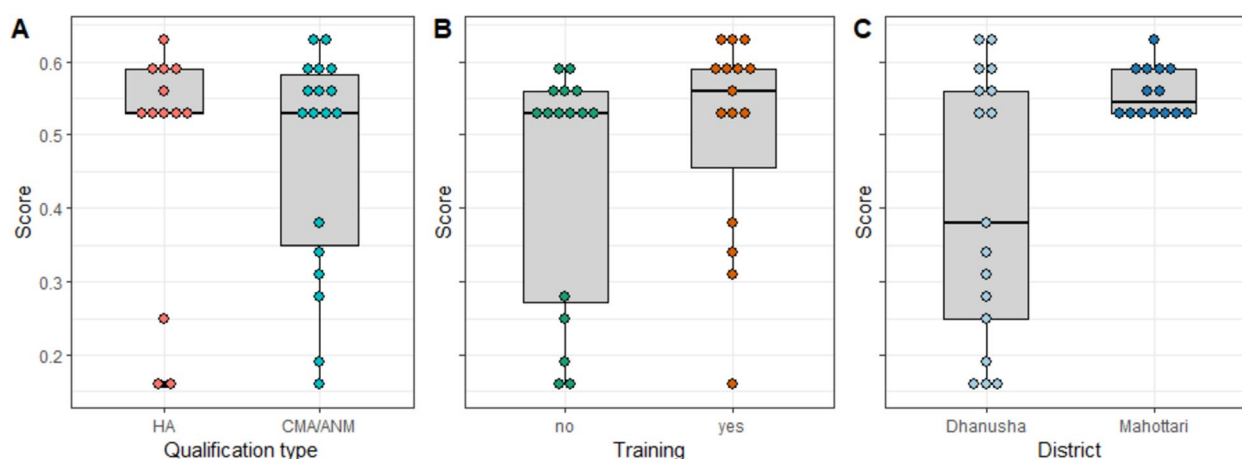 A
B
C
Score
0.6
0.5
0.4
0.3
0.2
HA
CMA/ANM
Qualification type
Score
no
yes
Training
Score
Dhanusha
Mahottari
District